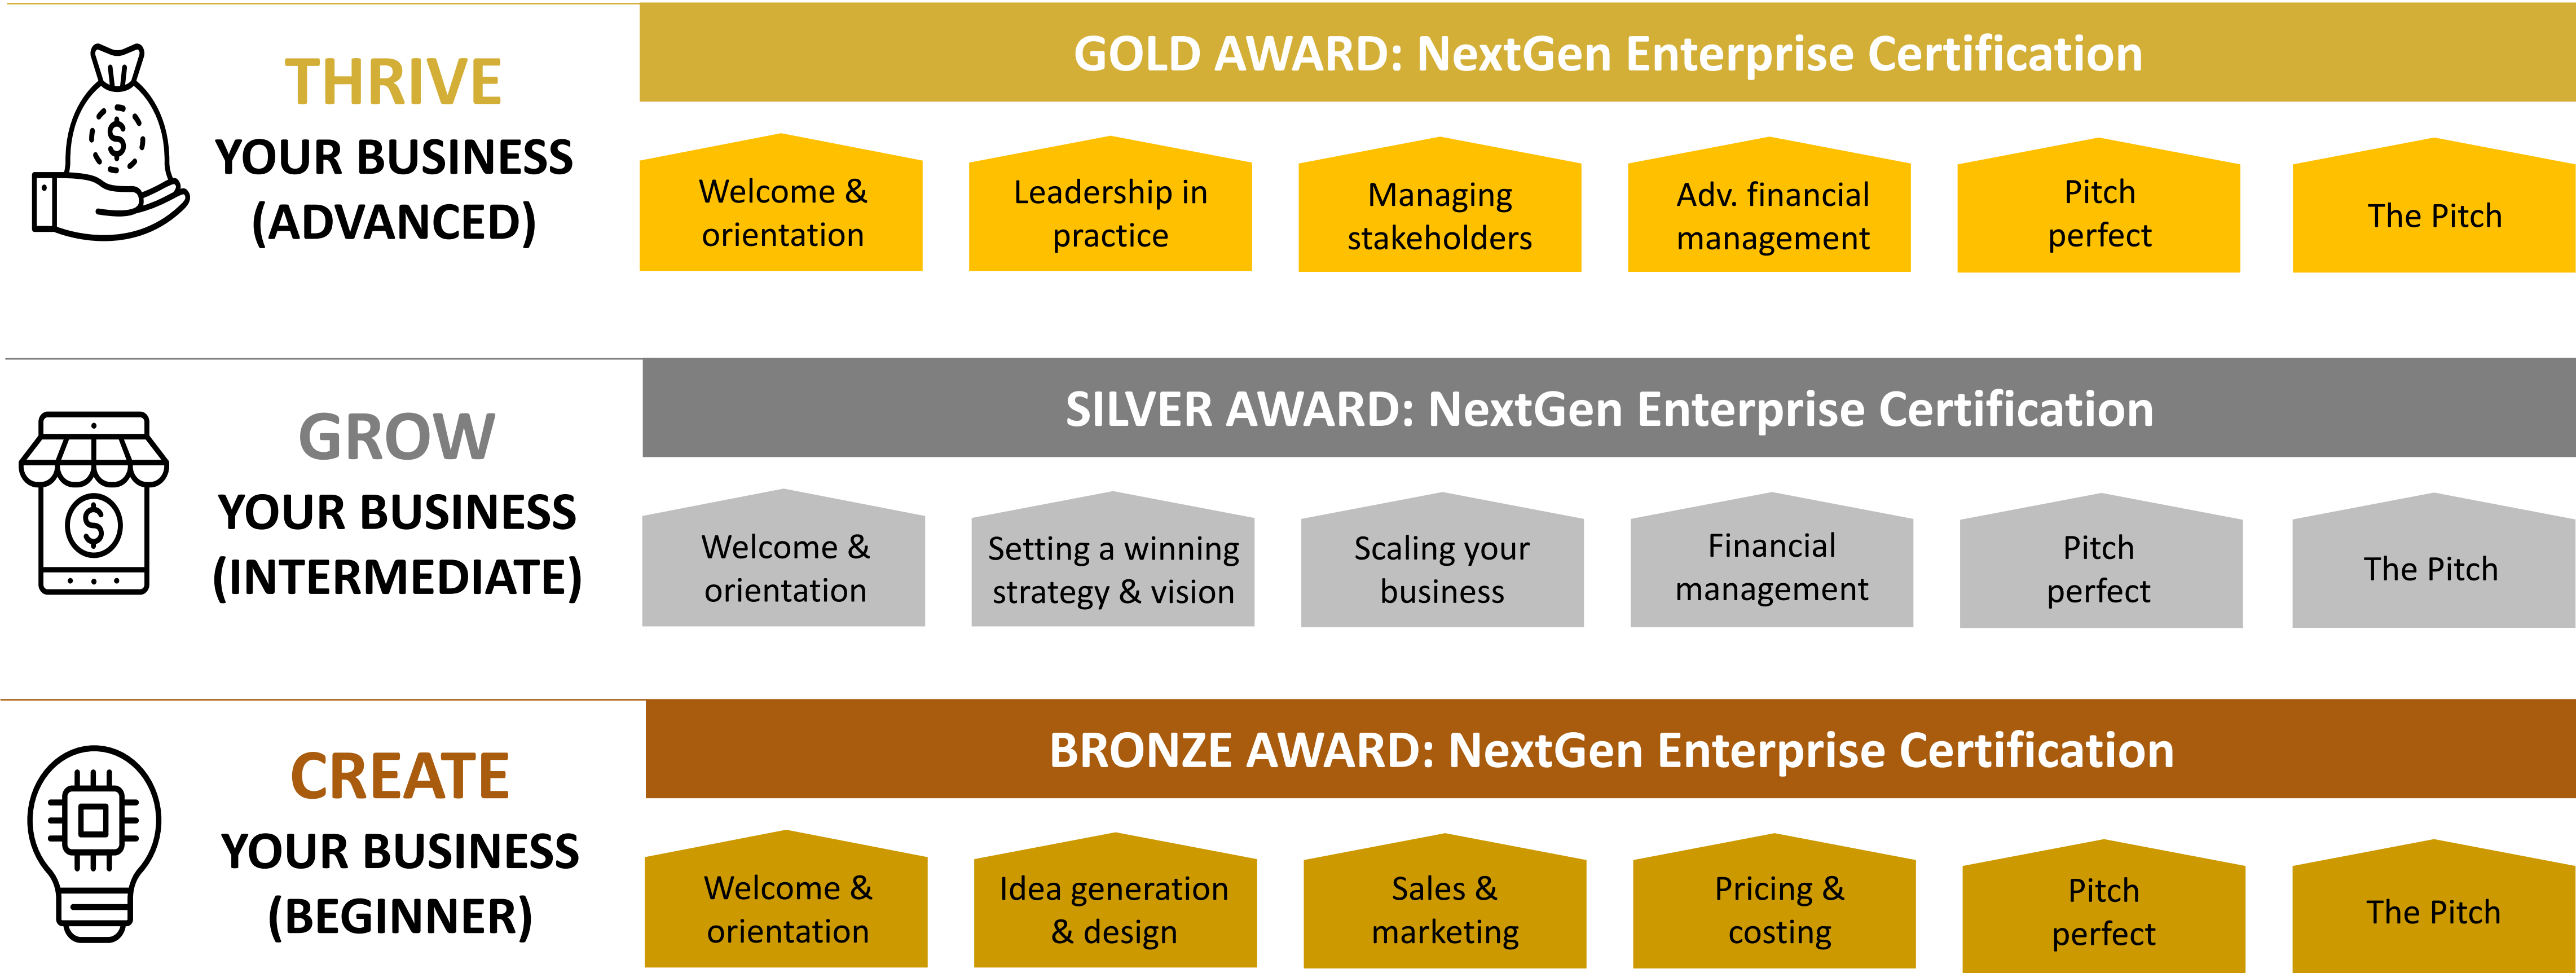 THRIVE
YOUR BUSINESS
(ADVANCED)
GOLD AWARD: NextGen Enterprise Certification
Welcome &
orientation
Leadership in
practice
Managing
stakeholders
Adv. financial
management
Pitch
perfect
The Pitch
GROW
YOUR BUSINESS
(INTERMEDIATE)
SILVER AWARD: NextGen Enterprise Certification
Welcome &
orientation
Setting a winning
strategy & vision
Scaling your
business
Financial
management
Pitch
perfect
The Pitch
CREATE
YOUR BUSINESS
(BEGINNER)
BRONZE AWARD: NextGen Enterprise Certification
Welcome &
orientation
Idea generation
& design
Sales &
marketing
Pricing &
costing
Pitch
perfect
The Pitch